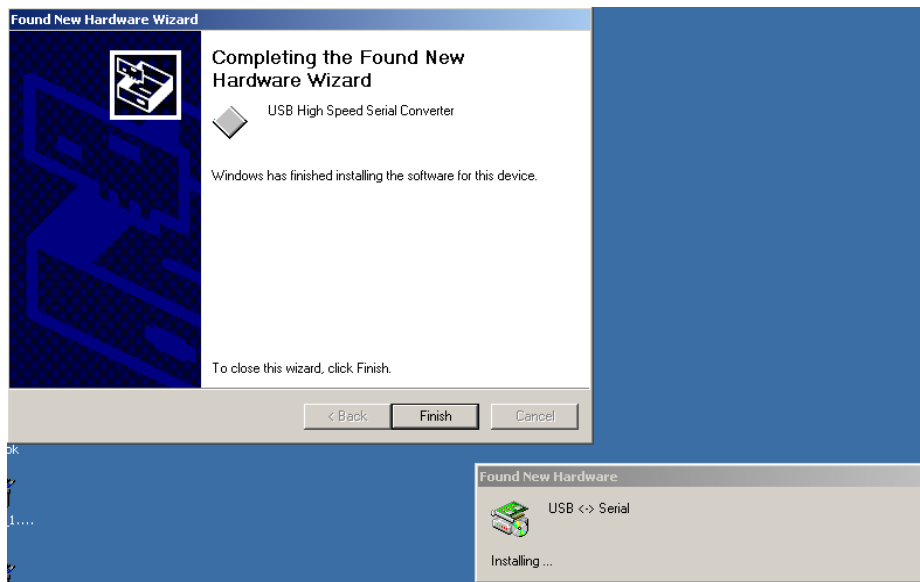 Found New Hardware Wizard
Completing the Found New
Hardware Wizard
USB High Speed Serial Converter
Windows has finished installing the software for this device.
To close this wizard, click Finish.
< Back
Finish
Cancel
ok
_1....
Found New Hardware
USB <-> Serial
Installing ...